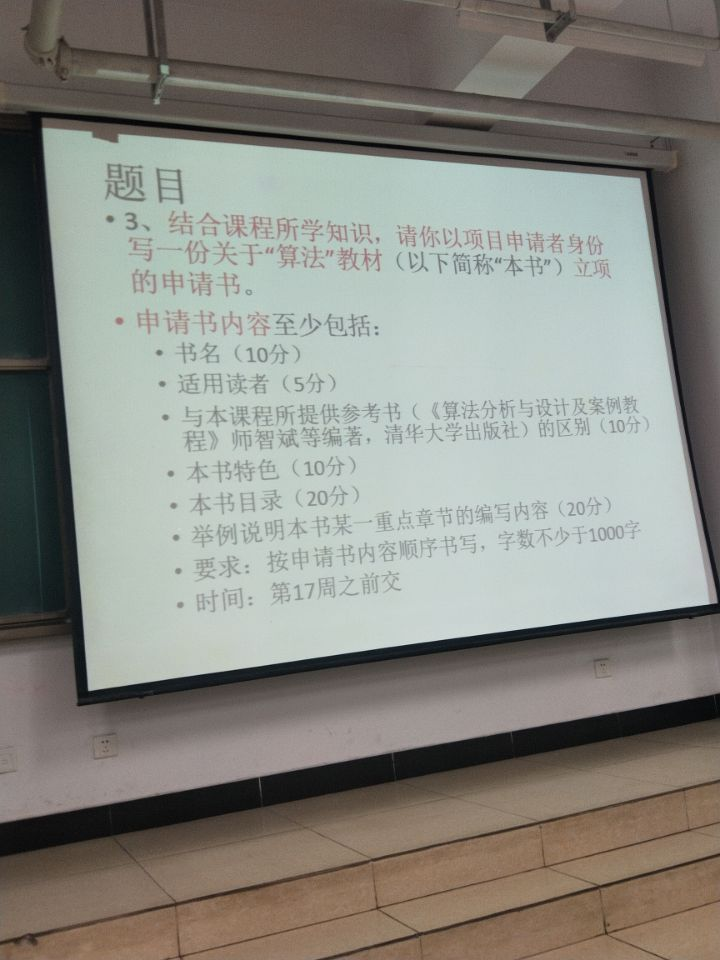 题目
• 3、结合课程所学知识，请你以项目申请者身份
写一份关于“算法”教材（以下简称“本书”）立项
的申请书。
• 申请书内容至少包括：
• 书名（10分）
• 适用读者（5分）
• 与本课程所提供参考书（《算法分析与设计及案例教
程》师智斌等编著，清华大学出版社）的区别（10分）
• 本书特色（10分）
• 本书目录（20分）
• 举例说明本书某一重点章节的编写内容（20分）
• 要求：按申请书内容顺序书写，字数不少于1000字
• 时间：第17周之前交